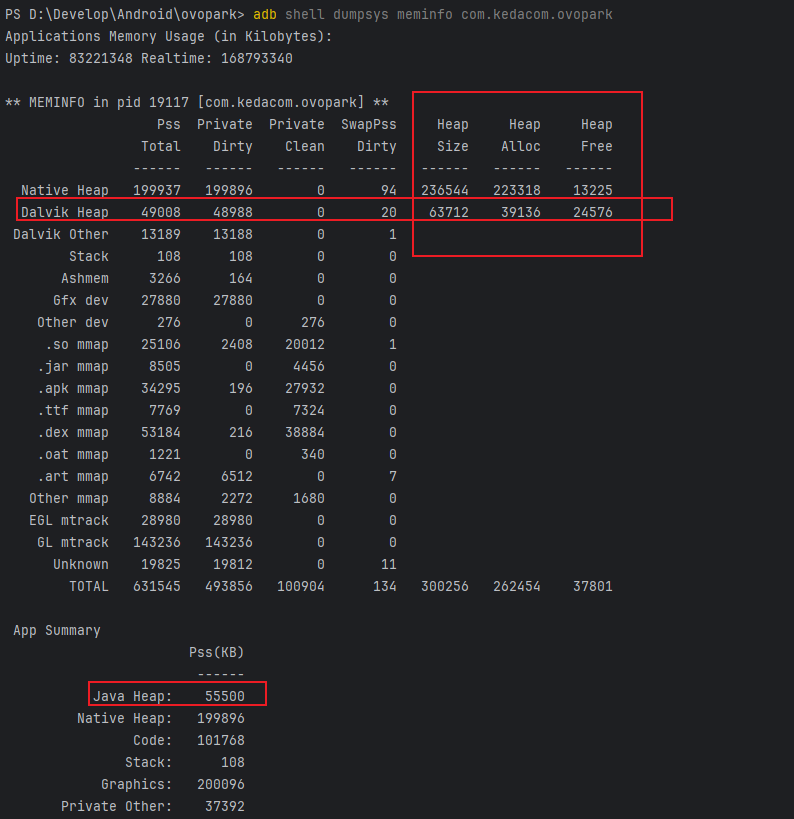 PS D:\Develop\Android\ovopark> adb shell dumpsys meminfo com.kedacom.ovopark
Applications Memory Usage (in Kilobytes):
Uptime: 83221348 Realtime: 168793340
** MEMINFO in pid 19117 [com.kedacom.ovopark] **
Pss Private Private SwapPss Heap Heap Heap
Total Dirty Clean Dirty Size Alloc Free
------ ------ ------ ------ ------ ------ ------
Native Heap 199937 199896 0 94 236544 223318 13225
Dalvik Heap 49008 48988 0 20 63712 39136 24576
Dalvik Other 13189 13188 0 1
Stack 108 108 0 0
Ashmem 3266 164 0 0
Gfx dev 27880 27880 0 0
Other dev 276 0 276 0
.so mmap 25106 2408 20012 1
.jar mmap 8505 0 4456 0
.apk mmap 34295 196 27932 0
.ttf mmap 7769 0 7324 0
.dex mmap 53184 216 38884 0
.oat mmap 1221 0 340 0
.art mmap 6742 6512 0 7
Other mmap 8884 2272 1680 0
EGL mtrack 28980 28980 0 0
GL mtrack 143236 143236 0 0
Unknown 19825 19812 0 11
TOTAL 631545 493856 100904 134 300256 262454 37801
App Summary
Pss(KB)
------
Java Heap: 55500
Native Heap: 199896
Code: 101768
Stack: 108
Graphics: 200096
Private Other: 37392